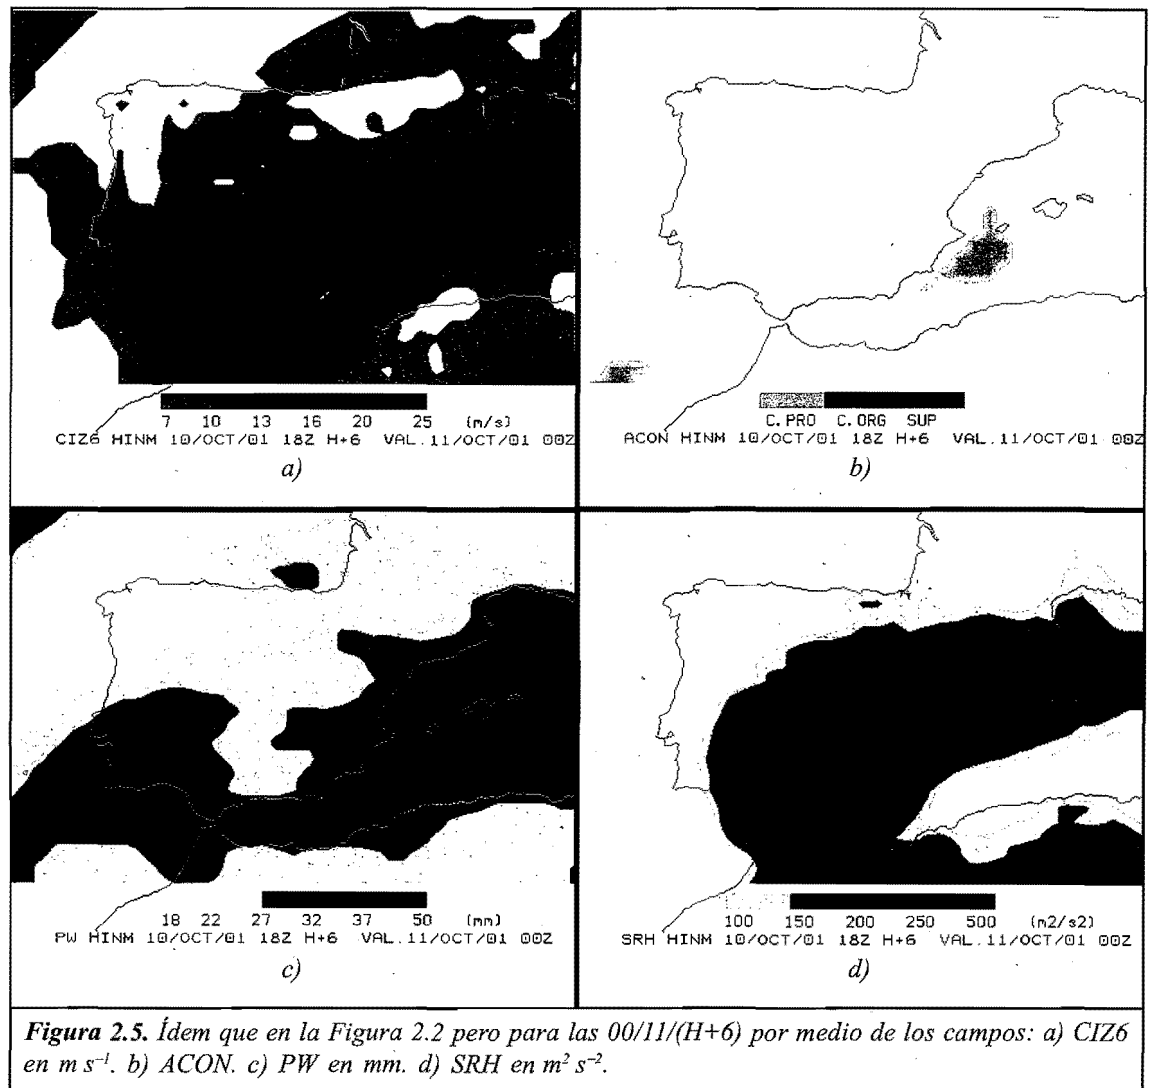 7 10 13 16 20 25 (m/s)
CIZ6 HINM 10/OCT/01 18Z H+6 VAL.11/OCT/01 00Z
a)
C.PRO C.ORG SUP
ACON HINM 10/OCT/01 18Z H+6 VAL.11/OCT/01 00Z
b)
18 22 27 32 37 50 (mm)
PW HINM 10/OCT/01 18Z H+6 VAL.11/OCT/01 00Z
c)
100 150 200 250 500 (m2/s2)
SRH HINM 10/OCT/01 18Z H+6 VAL.11/OCT/01 00Z
d)
Figura 2.5. Ídem que en la Figura 2.2 pero para las 00/11/(H+6) por medio de los campos: a) CIZ6
en m s⁻¹. b) ACON. c) PW en mm. d) SRH en m² s⁻².